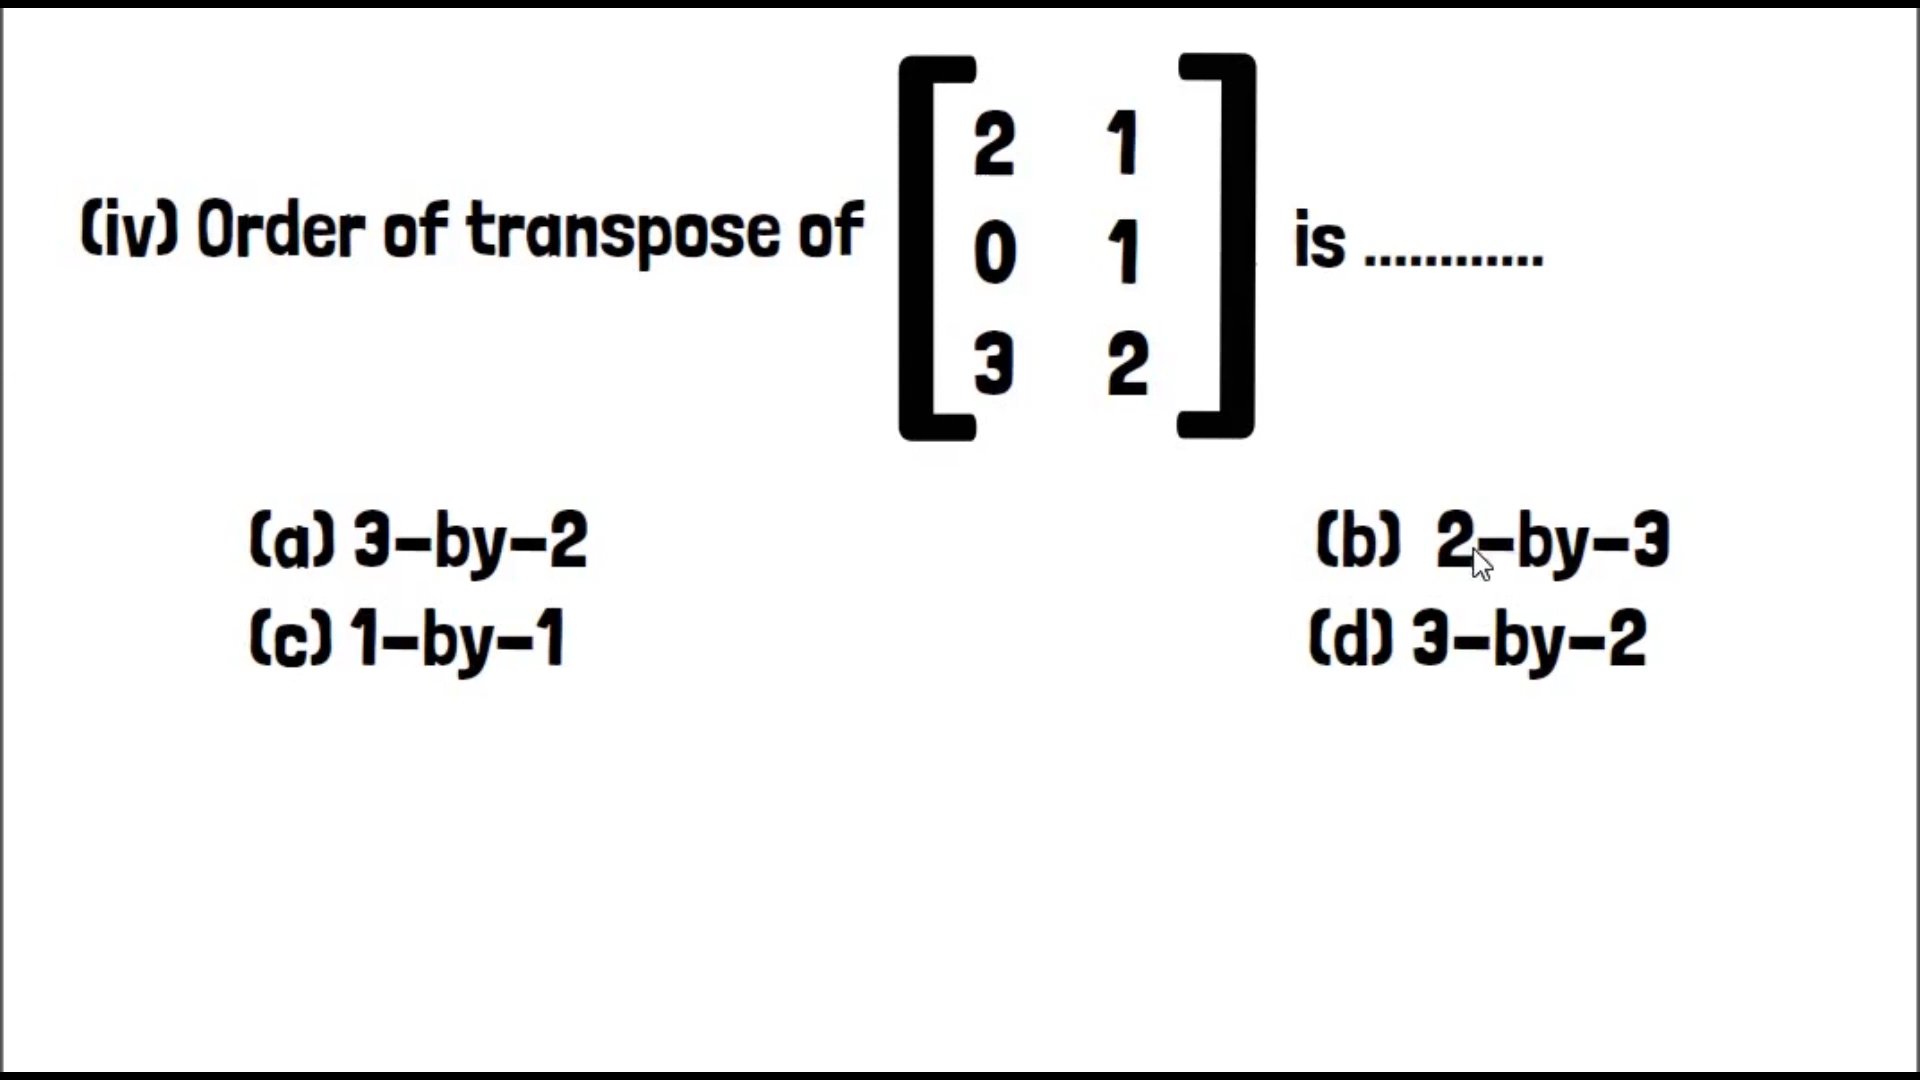 (iv) Order of transpose of [2 1
0 1
3 2] is ............
(a) 3-by-2 (b) 2-by-3
(c) 1-by-1 (d) 3-by-2